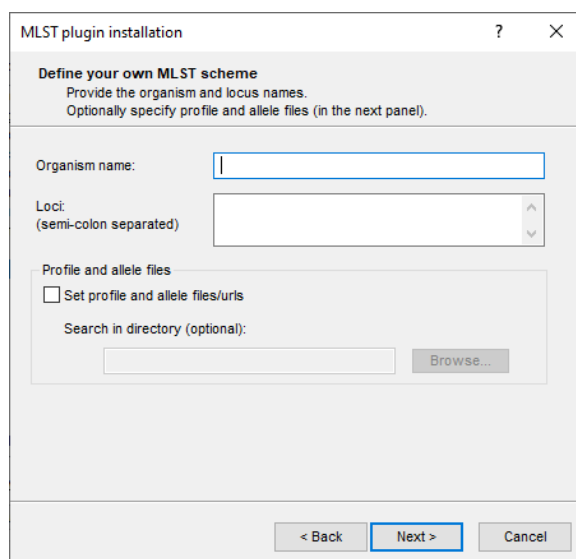 MLST plugin installation ?
Define your own MLST scheme
Provide the organism and locus names.
Optionally specify profile and allele files (in the next panel).
Organism name:
Loci:
(semi-colon separated)
Profile and allele files
Set profile and allele files/urls
Search in directory (optional):
Browse...
< Back Next > Cancel